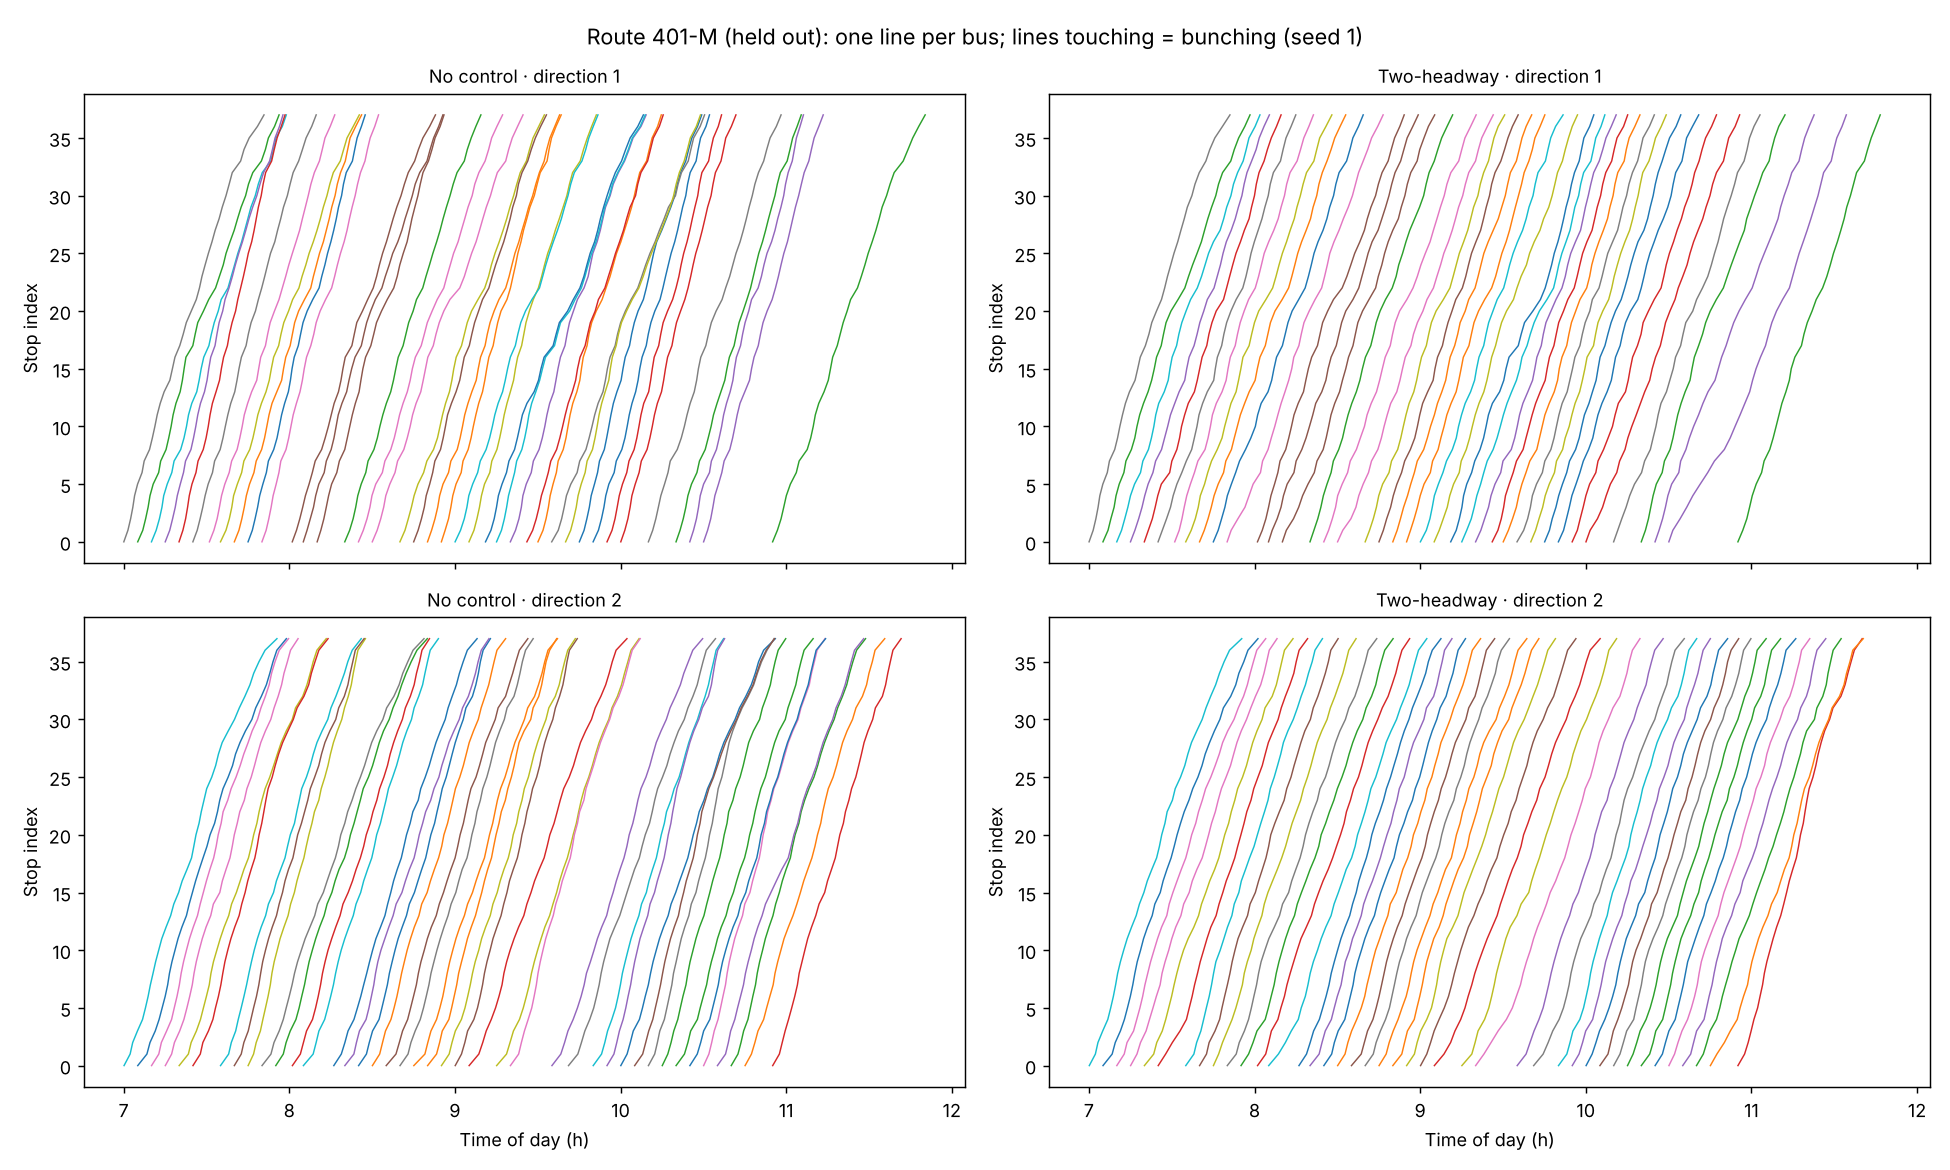 Route 401-M (held out): one line per bus; lines touching = bunching (seed 1)
No control · direction 1
Stop index
35
30
25
20
15
10
5
0
Two-headway · direction 1
Stop index
35
30
25
20
15
10
5
0
No control · direction 2
Stop index
35
30
25
20
15
10
5
0
7 8 9 10 11 12
Time of day (h)
Two-headway · direction 2
Stop index
35
30
25
20
15
10
5
0
7 8 9 10 11 12
Time of day (h)